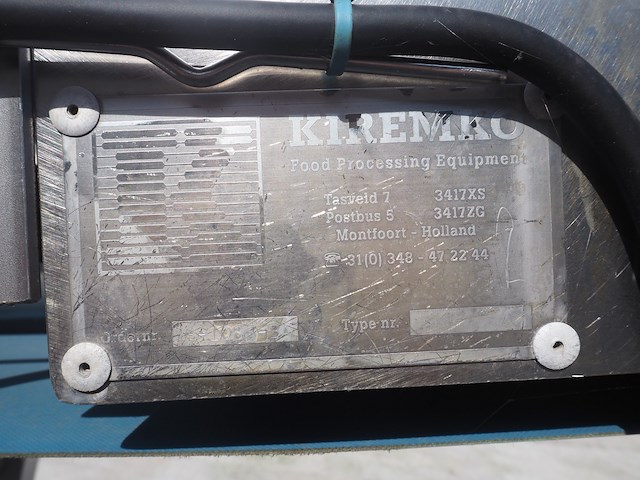 KIREMKO
Food Processing Equipment
Tasveld 7 3417XS
Postbus 5 3417ZG
Montfoort - Holland
☎ 31(0) 348 - 47 22 44
Ordernr. Type nr.